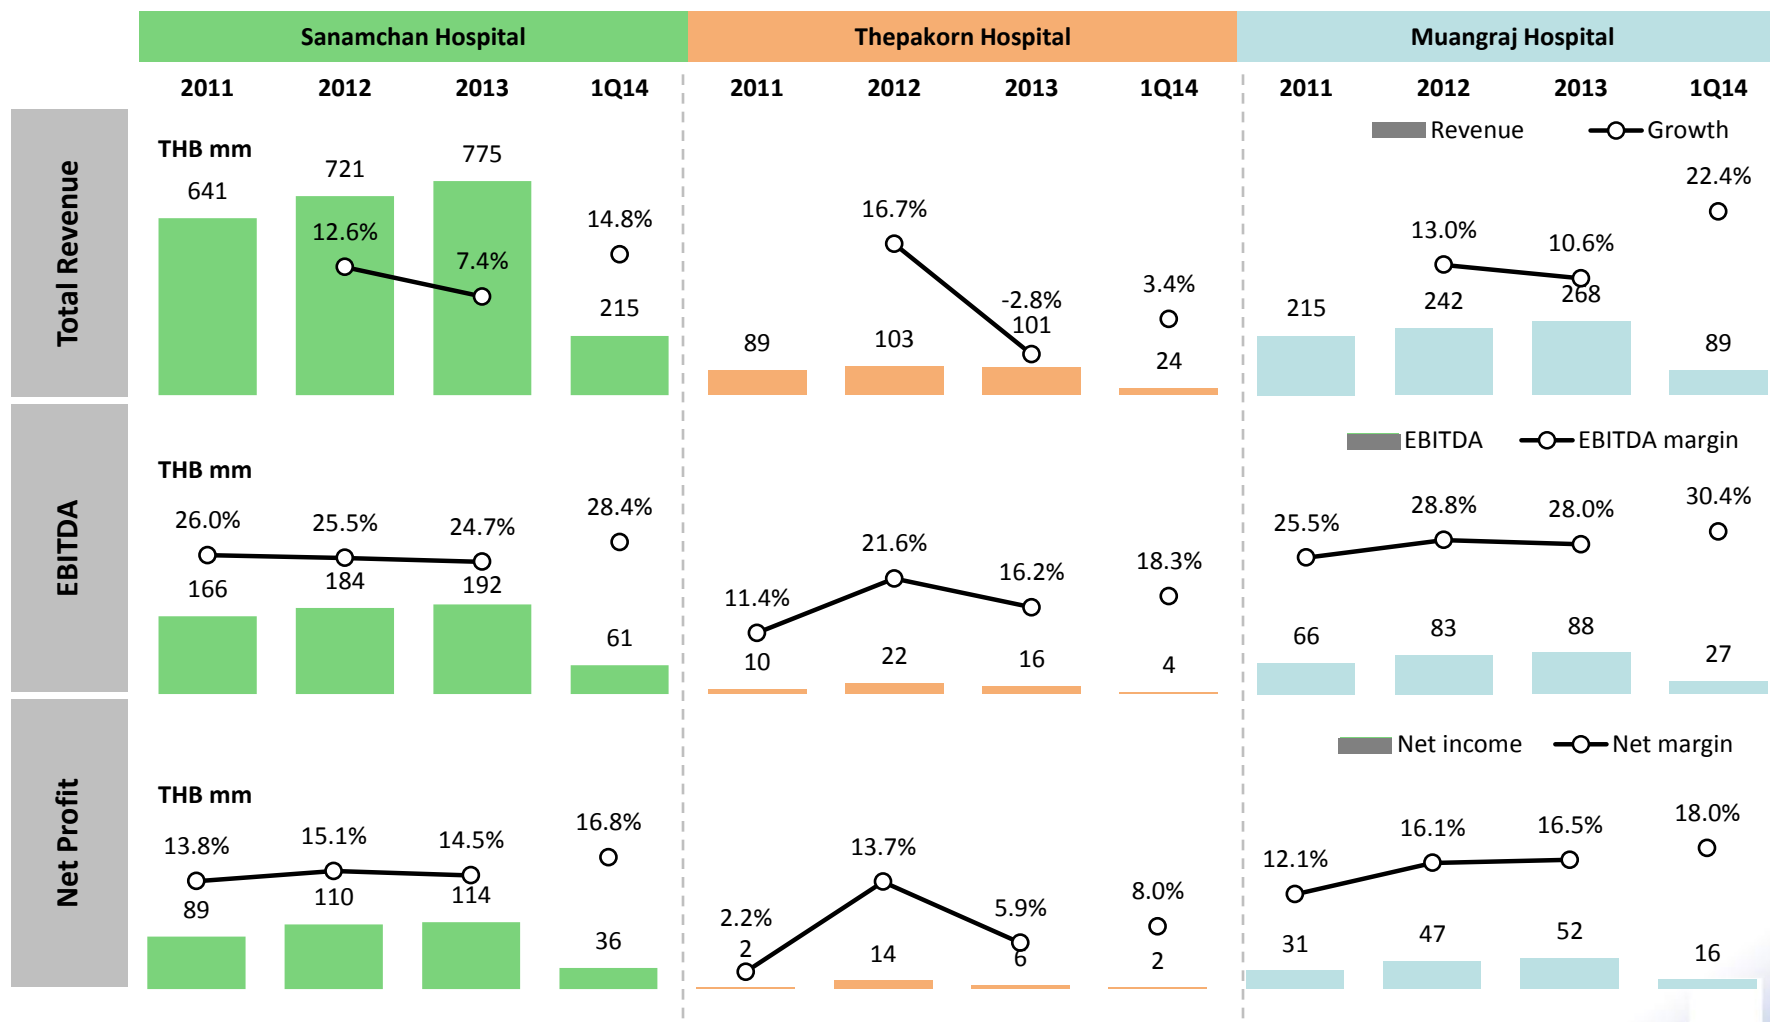 Sanamchan Hospital Thepakorn Hospital Muangraj Hospital
2011 2012 2013 1Q14 2011 2012 2013 1Q14 2011 2012 2013 1Q14
Total Revenue
THB mm
641 721 775 215
12.6% 7.4% 14.8%
89 103 101 24
16.7% -2.8% 3.4%
Revenue Growth
215 242 268 89
13.0% 10.6% 22.4%
EBITDA
THB mm
26.0% 25.5% 24.7% 28.4%
166 184 192 61
11.4% 21.6% 16.2% 18.3%
10 22 16 4
EBITDA EBITDA margin
25.5% 28.8% 28.0% 30.4%
66 83 88 27
Net Profit
THB mm
13.8% 15.1% 14.5% 16.8%
89 110 114 36
2.2% 13.7% 5.9% 8.0%
2 14 6 2
Net income Net margin
12.1% 16.1% 16.5% 18.0%
31 47 52 16